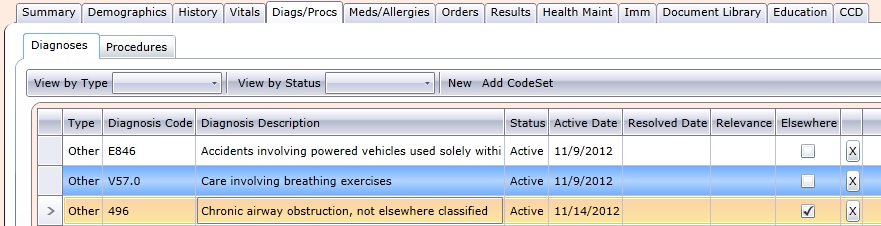 Summary Demographics History Vitals Diags/Procs Meds/Allergies Orders Results Health Maint Imm Document Library Education CCD
Diagnoses Procedures
View by Type View by Status New Add CodeSet
Type Diagnosis Code Diagnosis Description Status Active Date Resolved Date Relevance Elsewhere
Other E846 Accidents involving powered vehicles used solely withi Active 11/9/2012 X
Other V57.0 Care involving breathing exercises Active 11/9/2012 X
> Other 496 Chronic airway obstruction, not elsewhere classified Active 11/14/2012 X